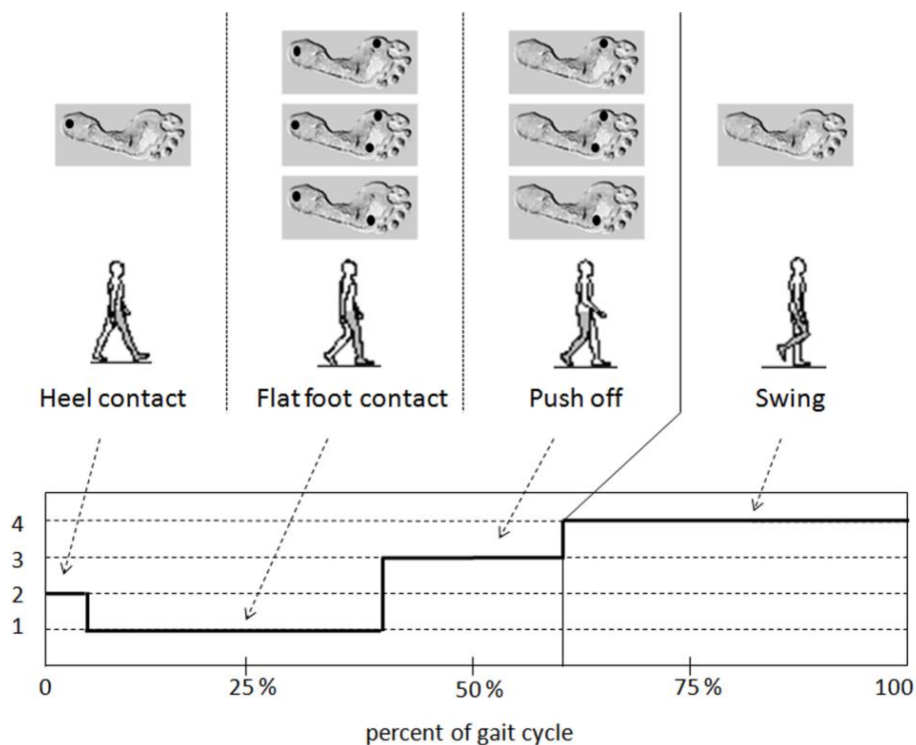 Heel contact
Flat foot contact
Push off
Swing
4
3
2
1
0
25 %
50 %
75 %
100
percent of gait cycle